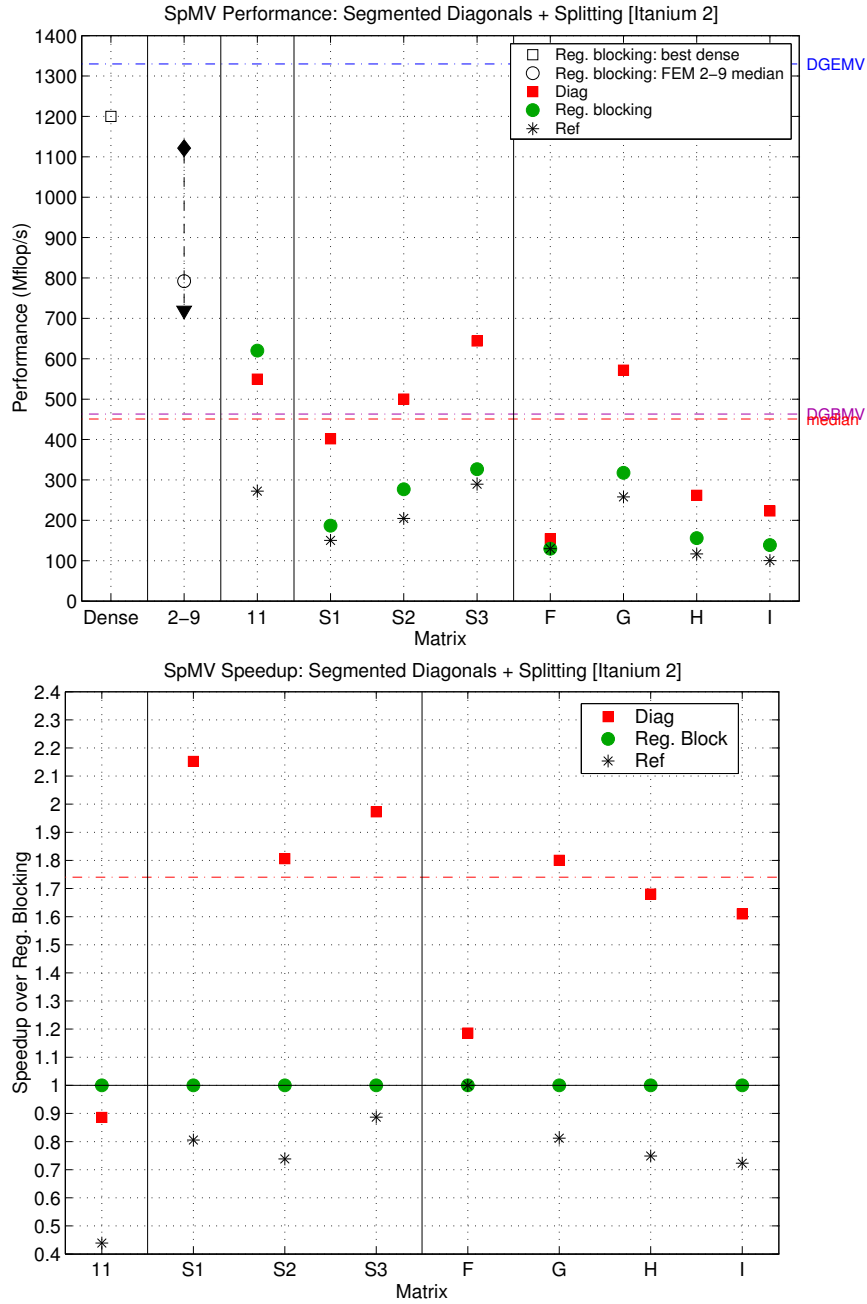 SpMV Performance: Segmented Diagonals + Splitting [Itanium 2]
1400
1300
1200
1100
1000
900
800
700
600
500
400
300
200
100
0
Performance (Mflop/s)
Reg. blocking: best dense
Reg. blocking: FEM 2−9 median
Diag
Reg. blocking
Ref
DGEMV
DGBMV
median
Dense 2−9 11 S1 S2 S3 F G H I
Matrix
SpMV Speedup: Segmented Diagonals + Splitting [Itanium 2]
2.4
2.3
2.2
2.1
2
1.9
1.8
1.7
1.6
1.5
1.4
1.3
1.2
1.1
1
0.9
0.8
0.7
0.6
0.5
0.4
Speedup over Reg. Blocking
Diag
Reg. Block
Ref
11 S1 S2 S3 F G H I
Matrix